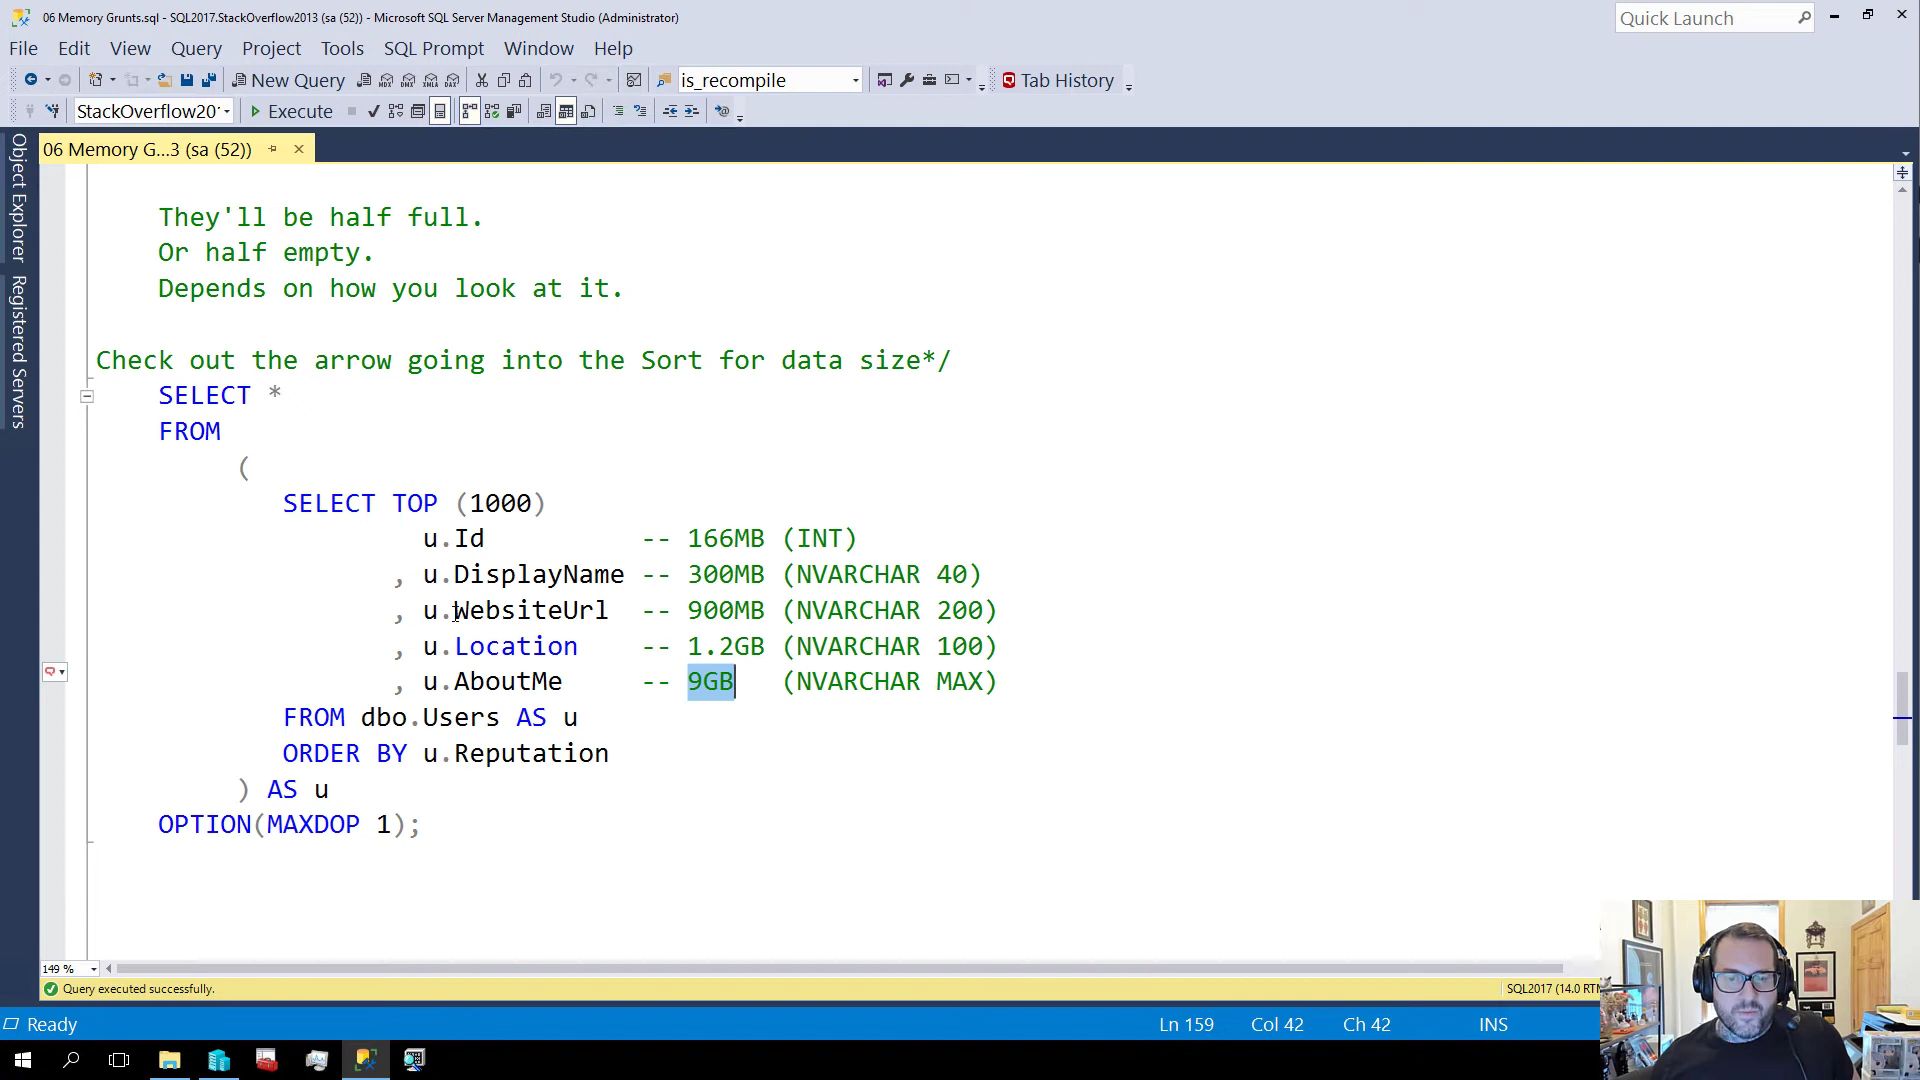 06 Memory Grunts.sql - SQL2017.StackOverflow2013 (sa (52)) - Microsoft SQL Server Management Studio (Administrator)
Quick Launch
File Edit View Query Project Tools SQL Prompt Window Help
New Query
is_recompile
Tab History
StackOverflow20
Execute
06 Memory G...3 (sa (52))
Object Explorer
Registered Servers
They'll be half full.
Or half empty.
Depends on how you look at it.
Check out the arrow going into the Sort for data size*/
SELECT *
FROM
(
SELECT TOP (1000)
u.Id -- 166MB (INT)
, u.DisplayName -- 300MB (NVARCHAR 40)
, u.WebsiteUrl -- 900MB (NVARCHAR 200)
, u.Location -- 1.2GB (NVARCHAR 100)
, u.AboutMe -- 9GB (NVARCHAR MAX)
FROM dbo.Users AS u
ORDER BY u.Reputation
) AS u
OPTION(MAXDOP 1);
149 %
Query executed successfully.
SQL2017 (14.0 RTM
Ready
Ln 159 Col 42 Ch 42 INS